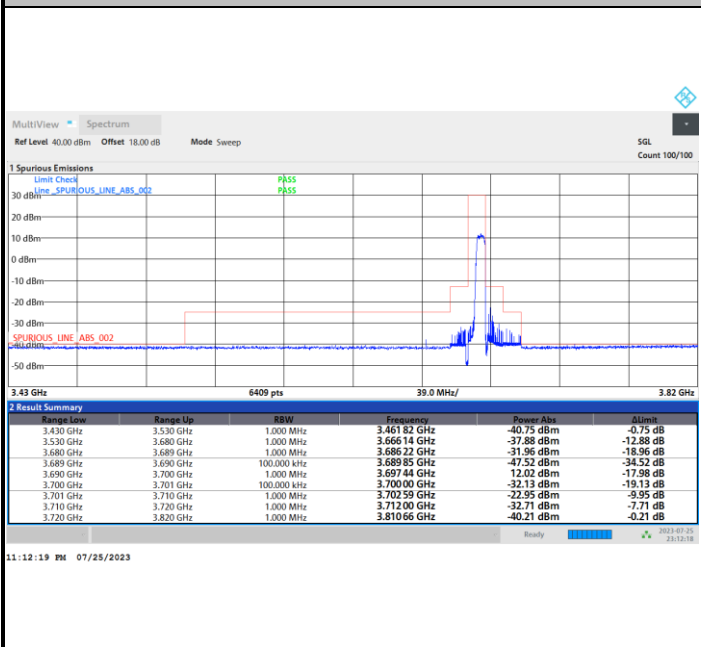 MultiView Spectrum
Ref Level 40.00 dBm Offset 18.00 dB Mode Sweep SGL
Count 100/100
1 Spurious Emissions
Limit Check PASS
Line _SPURIOUS_LINE_ABS_002 PASS
30 dBm
20 dBm
10 dBm
0 dBm
-10 dBm
-20 dBm
-30 dBm
SPURIOUS_LINE_ABS_002
-40 dBm
-50 dBm
3.43 GHz 6409 pts 39.0 MHz/ 3.82 GHz
2 Result Summary
Range Low Range Up RBW Frequency Power Abs ΔLimit
3.430 GHz 3.530 GHz 1.000 MHz 3.461 82 GHz -40.75 dBm -0.75 dB
3.530 GHz 3.680 GHz 1.000 MHz 3.666 14 GHz -37.88 dBm -12.88 dB
3.680 GHz 3.689 GHz 1.000 MHz 3.686 22 GHz -31.96 dBm -18.96 dB
3.689 GHz 3.690 GHz 100.000 kHz 3.689 85 GHz -47.52 dBm -34.52 dB
3.690 GHz 3.700 GHz 1.000 MHz 3.697 44 GHz 12.02 dBm -17.98 dB
3.700 GHz 3.701 GHz 100.000 kHz 3.700 00 GHz -32.13 dBm -19.13 dB
3.701 GHz 3.710 GHz 1.000 MHz 3.702 59 GHz -22.95 dBm -9.95 dB
3.710 GHz 3.720 GHz 1.000 MHz 3.712 00 GHz -32.71 dBm -7.71 dB
3.720 GHz 3.820 GHz 1.000 MHz 3.810 66 GHz -40.21 dBm -0.21 dB
Ready 2023-07-25
23:12:18
11:12:19 PM 07/25/2023